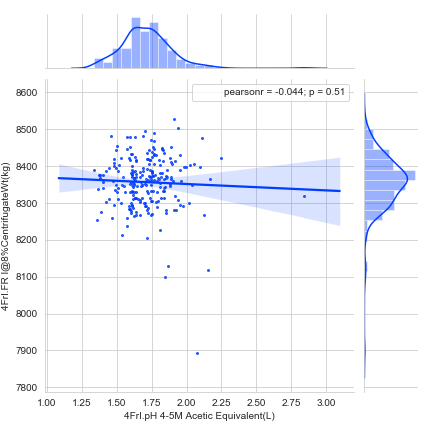 pearsonr = -0.044; p = 0.51
8600
8500
8400
8300
8200
8100
8000
7900
7800
4FrI.FR I@8%CentrifugateWt(kg)
1.00 1.25 1.50 1.75 2.00 2.25 2.50 2.75 3.00
4FrI.pH 4-5M Acetic Equivalent(L)